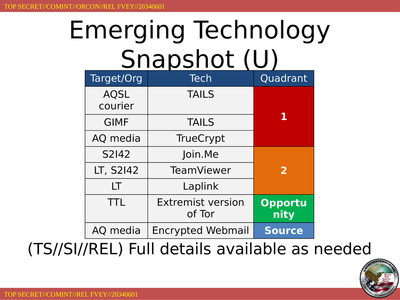 TOP SECRET//COMINT//ORCON//REL FVEY//20340601
Emerging Technology
Snapshot (U)
Target/Org Tech Quadrant
AQSL courier TAILS 1
GIMF TAILS
AQ media TrueCrypt
S2I42 Join.Me 2
LT, S2I42 TeamViewer
LT Laplink
TTL Extremist version of Tor Opportunity
AQ media Encrypted Webmail Source
(TS//SI//REL) Full details available as needed
TOP SECRET//COMINT//REL FVEY//20340601